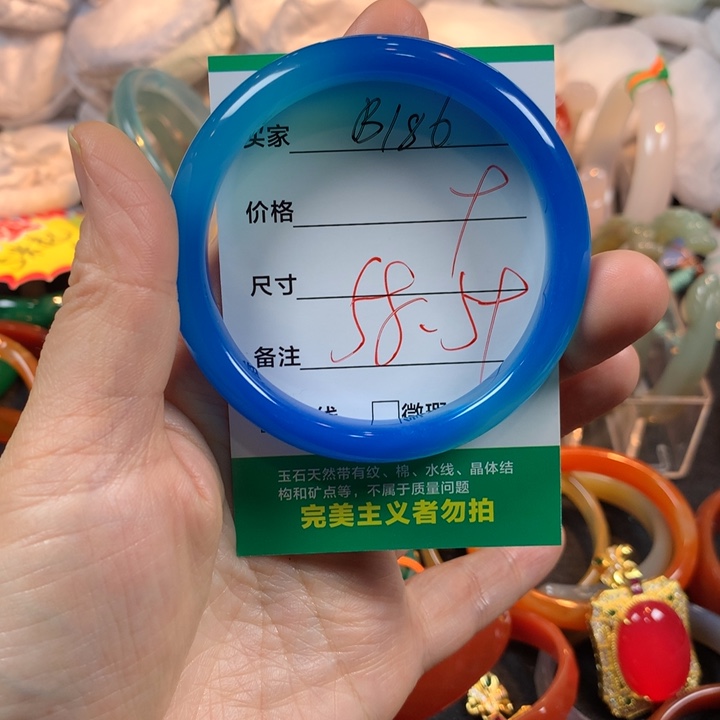 买家 B186
价格
尺寸 58-59
备注
微瑕
玉石天然带有纹、棉、水线、晶体结
构和矿点等，不属于质量问题
完美主义者勿拍